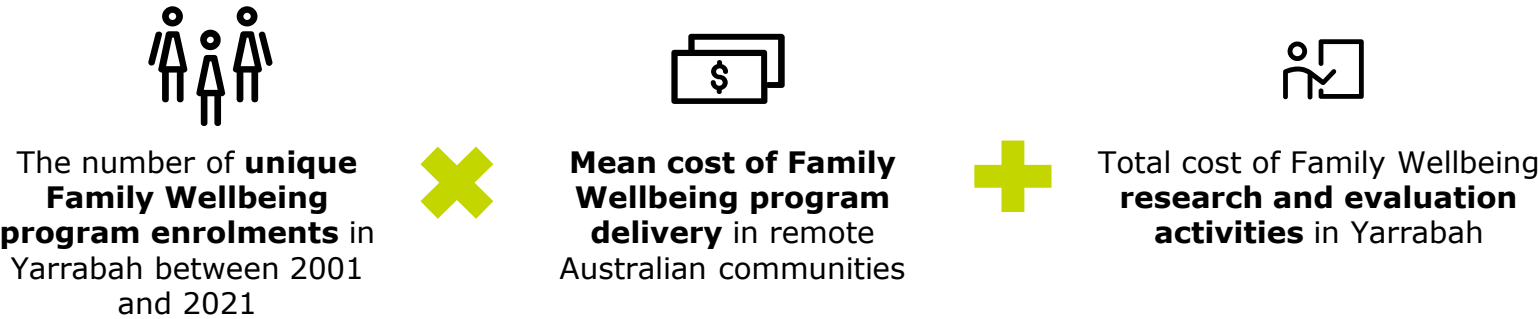 $
The number of unique
Family Wellbeing
program enrolments in
Yarrabah between 2001
and 2021
Mean cost of Family
Wellbeing program
delivery in remote
Australian communities
Total cost of Family Wellbeing
research and evaluation
activities in Yarrabah